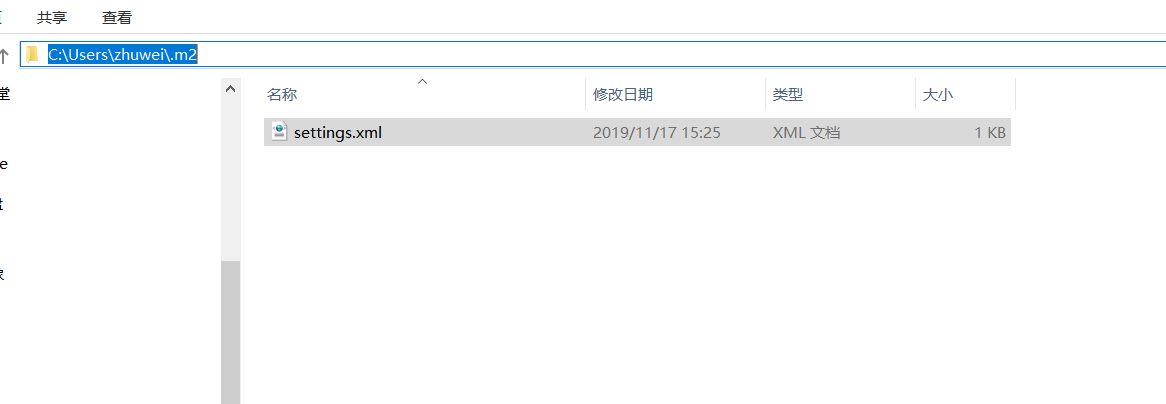 共享 查看
C:\Users\zhuwei\.m2
名称 修改日期 类型 大小
settings.xml 2019/11/17 15:25 XML 文档 1 KB